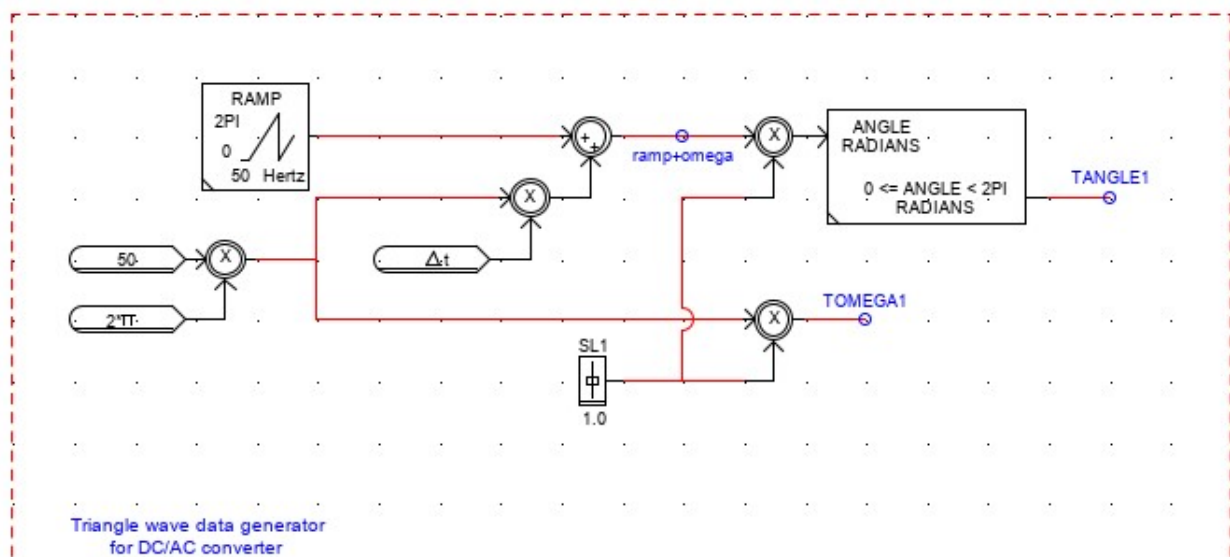 RAMP
2PI
0
50 Hertz
+
+
ramp+omega
X
ANGLE
RADIANS
0 <= ANGLE < 2PI
RADIANS
TANGLE1
X
50
X
Δt
2*π
TOMEGA1
X
SL1
1.0
Triangle wave data generator
for DC/AC converter